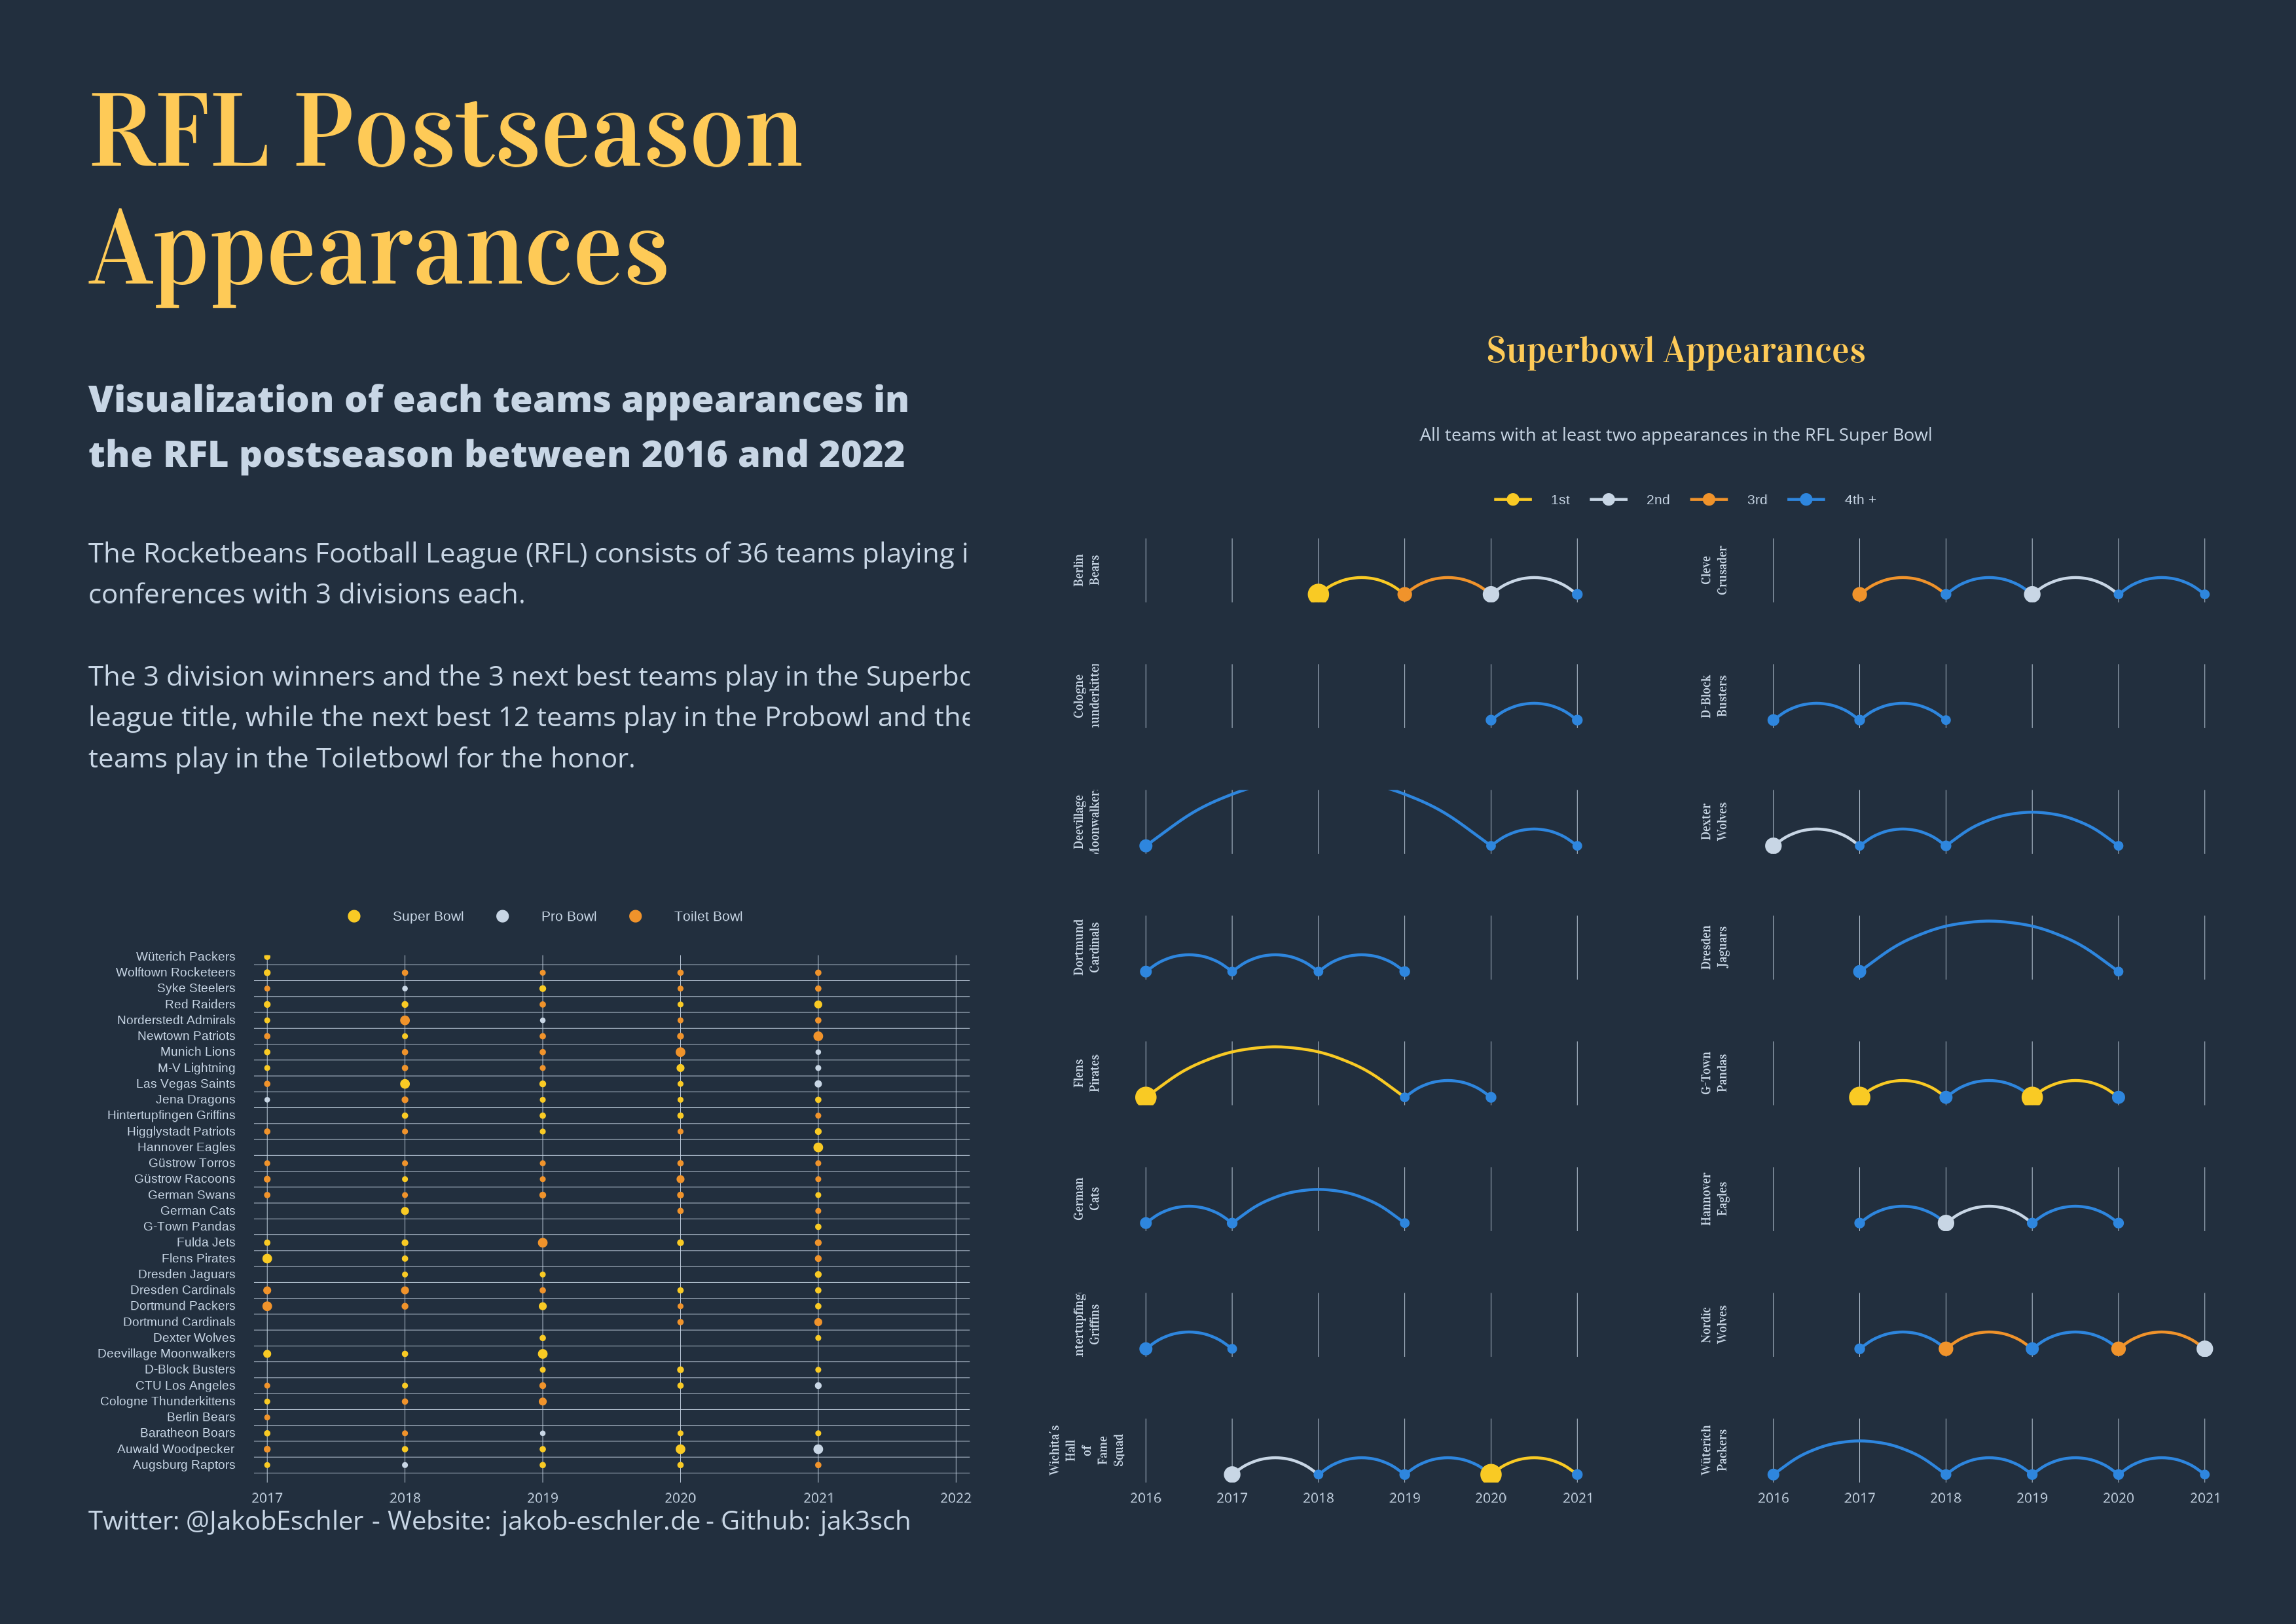 RFL Postseason
Appearances
Visualization of each teams appearances in
the RFL postseason between 2016 and 2022
The Rocketbeans Football League (RFL) consists of 36 teams playing i
conferences with 3 divisions each.
The 3 division winners and the 3 next best teams play in the Superbo
league title, while the next best 12 teams play in the Probowl and the
teams play in the Toiletbowl for the honor.
Super Bowl Pro Bowl Toilet Bowl
Wüterich Packers
Wolftown Rocketeers
Syke Steelers
Red Raiders
Norderstedt Admirals
Newtown Patriots
Munich Lions
M-V Lightning
Las Vegas Saints
Jena Dragons
Hintertupfingen Griffins
Higglystadt Patriots
Hannover Eagles
Güstrow Torros
Güstrow Racoons
German Swans
German Cats
G-Town Pandas
Fulda Jets
Flens Pirates
Dresden Jaguars
Dresden Cardinals
Dortmund Packers
Dortmund Cardinals
Dexter Wolves
Deevillage Moonwalkers
D-Block Busters
CTU Los Angeles
Cologne Thunderkittens
Berlin Bears
Baratheon Boars
Auwald Woodpecker
Augsburg Raptors
2017 2018 2019 2020 2021 2022
Twitter: @JakobEschler - Website: jakob-eschler.de - Github: jak3sch
Superbowl Appearances
All teams with at least two appearances in the RFL Super Bowl
1st 2nd 3rd 4th +
Berlin
Bears
Cleve
Crusader
Cologne
underkitte
D-Block
Busters
Deevillage
Moonwalker
Dexter
Wolves
Dortmund
Cardinals
Dresden
Jaguars
Flens
Pirates
G-Town
Pandas
German
Cats
Hannover
Eagles
ntertupfing
Griffins
Nordic
Wolves
Wichita´s
Hall
of
Fame
Squad
Wüterich
Packers
2016 2017 2018 2019 2020 2021
2016 2017 2018 2019 2020 2021